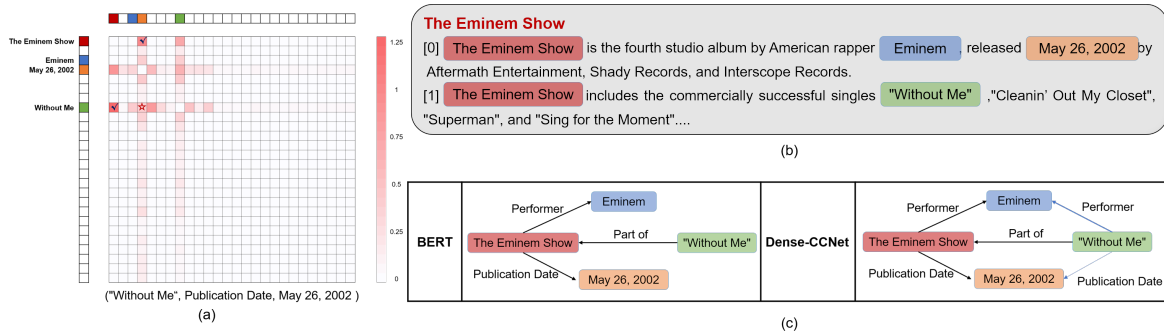 The Eminem Show
Eminem
May 26, 2002
Without Me
1.25
1
0.75
0.5
0.25
0
("Without Me“, Publication Date, May 26, 2002 )
(a)
The Eminem Show
[0] The Eminem Show is the fourth studio album by American rapper Eminem, released May 26, 2002 by
Aftermath Entertainment, Shady Records, and Interscope Records.
[1] The Eminem Show includes the commercially successful singles "Without Me" ,"Cleanin’ Out My Closet",
"Superman", and "Sing for the Moment"....
(b)
BERT
Performer
Eminem
The Eminem Show
Part of
"Without Me"
Publication Date
May 26, 2002
Dense-CCNet
Performer
Eminem
Performer
The Eminem Show
Part of
"Without Me"
Publication Date
May 26, 2002
Publication Date
(c)